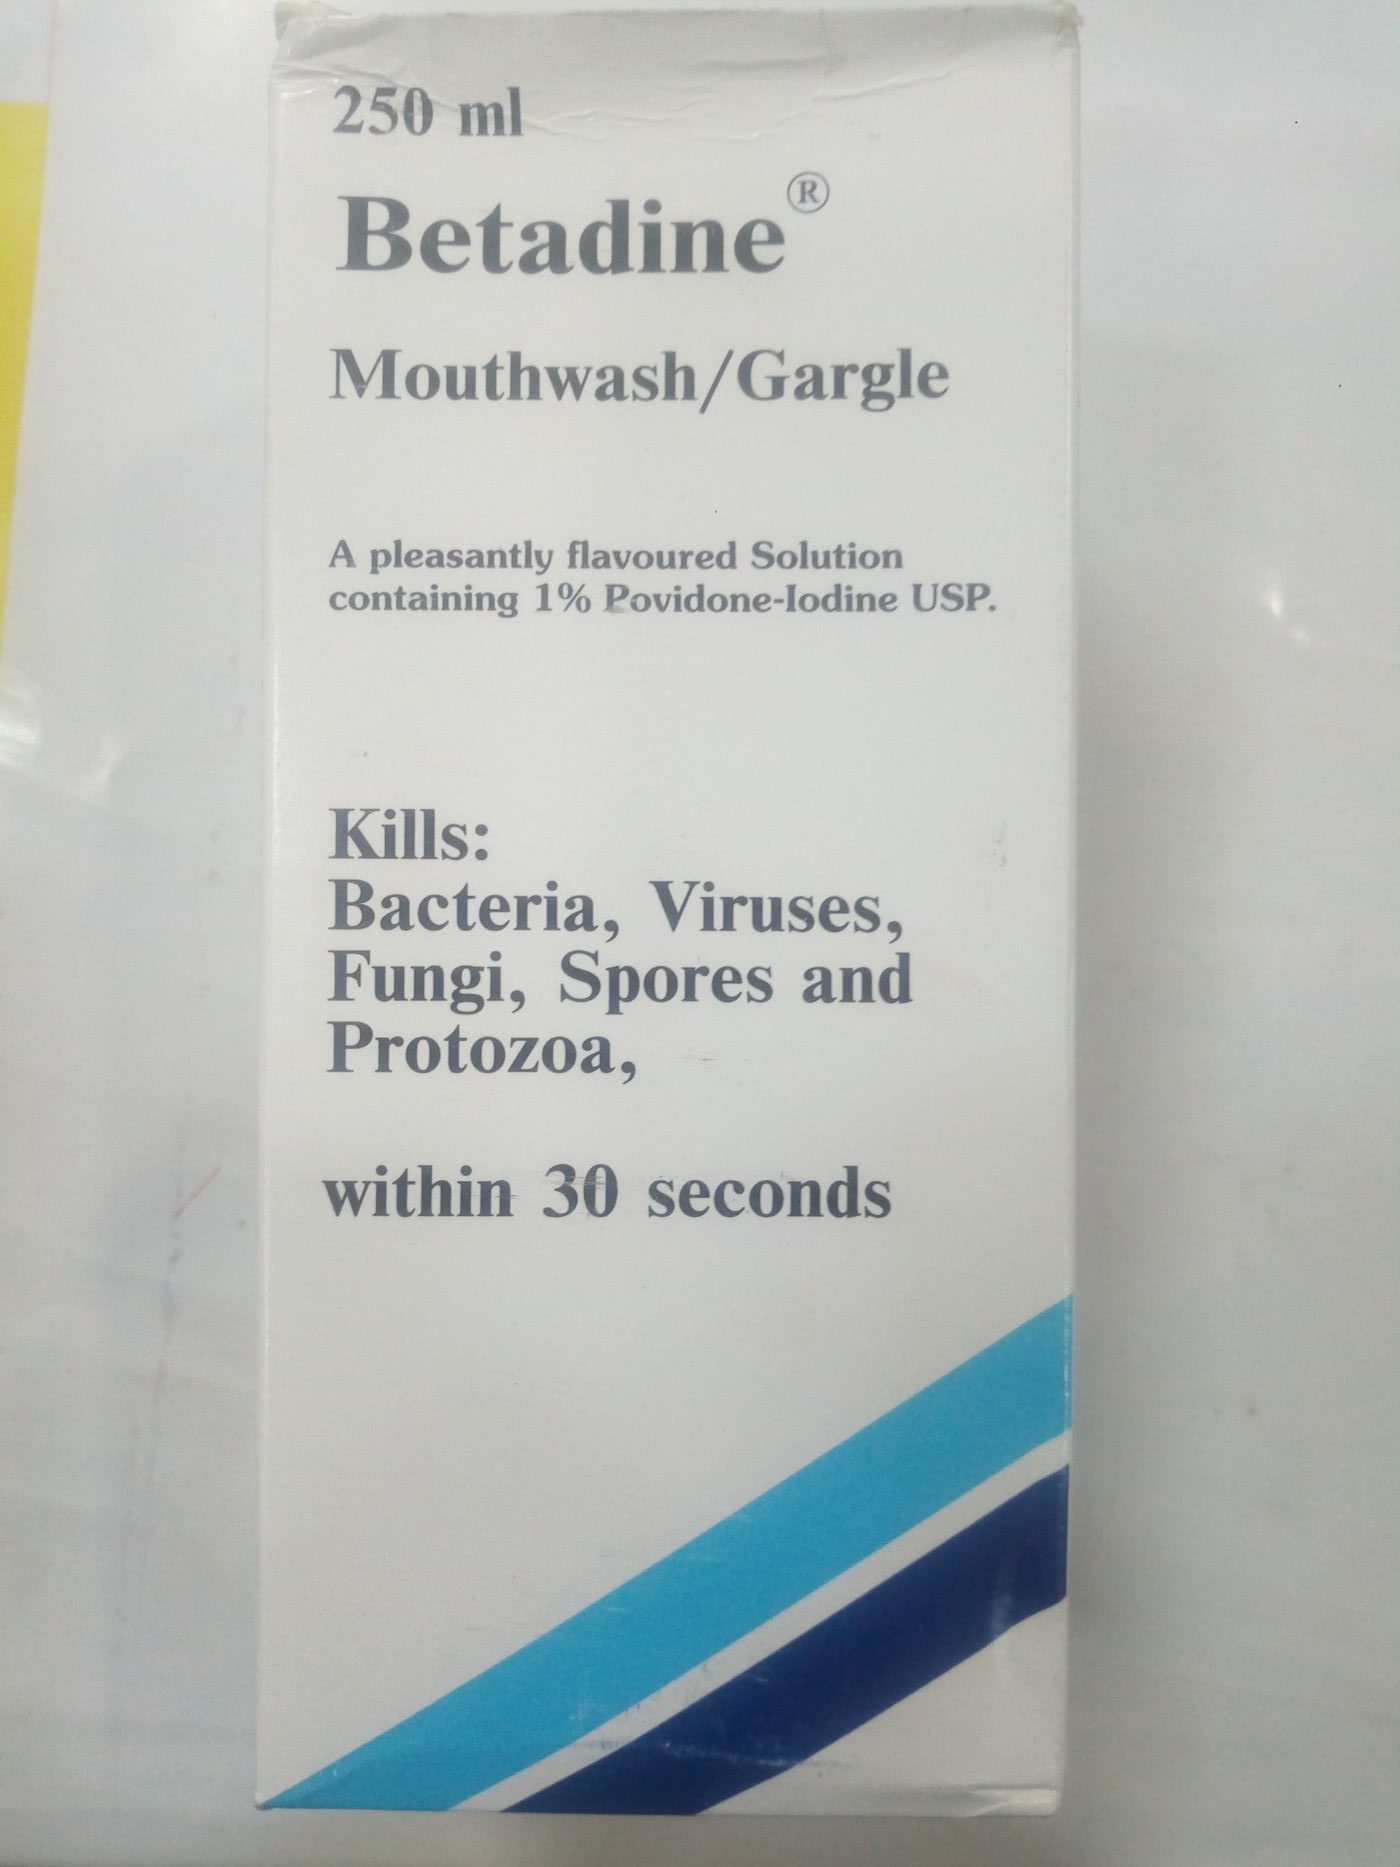 250 ml
Betadine®
Mouthwash/Gargle
A pleasantly flavoured Solution
containing 1% Povidone-Iodine USP.
Kills:
Bacteria, Viruses,
Fungi, Spores and
Protozoa,
within 30 seconds